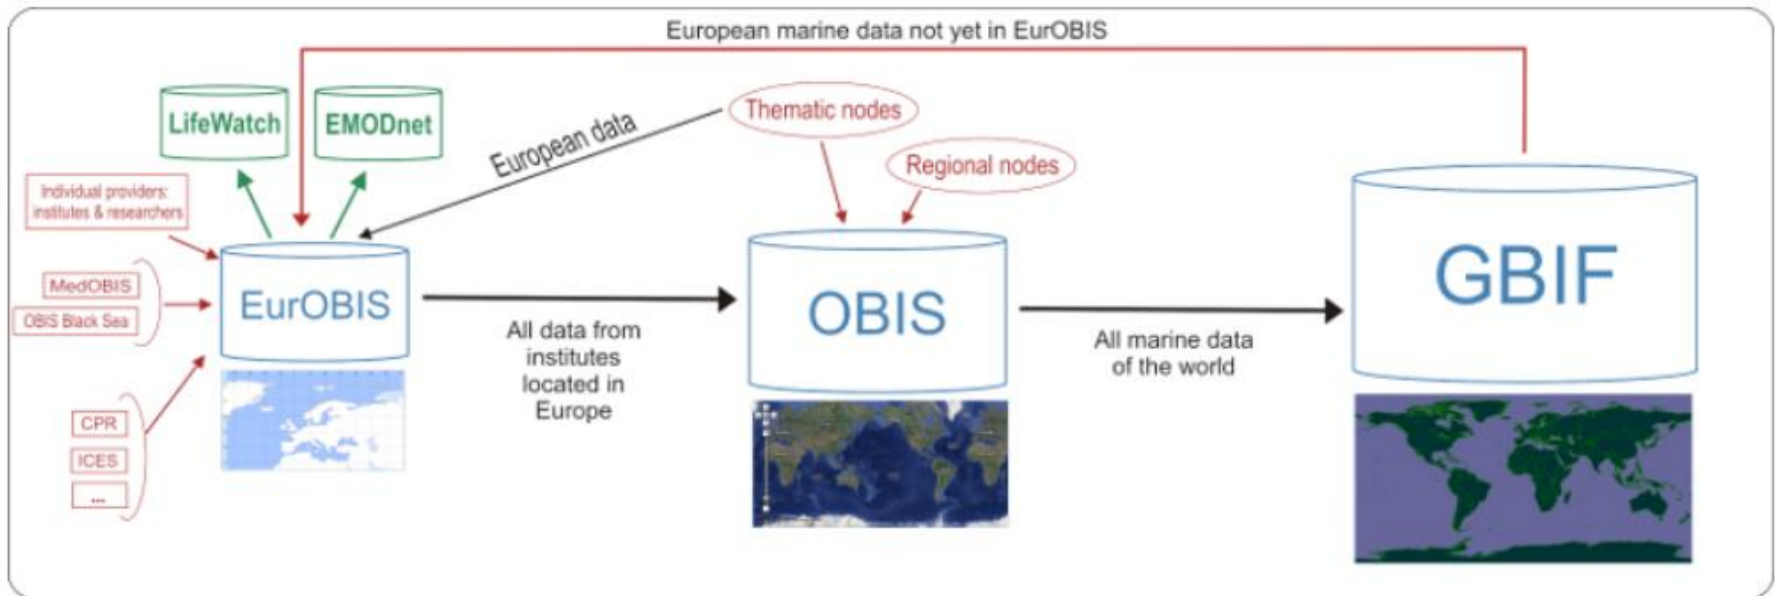 European marine data not yet in EurOBIS
LifeWatch
EMODnet
European data
Thematic nodes
Regional nodes
Individual providers:
institutes & researchers
MedOBIS
OBIS Black Sea
CPR
ICES
...
EurOBIS
All data from
institutes
located in
Europe
OBIS
All marine data
of the world
GBIF